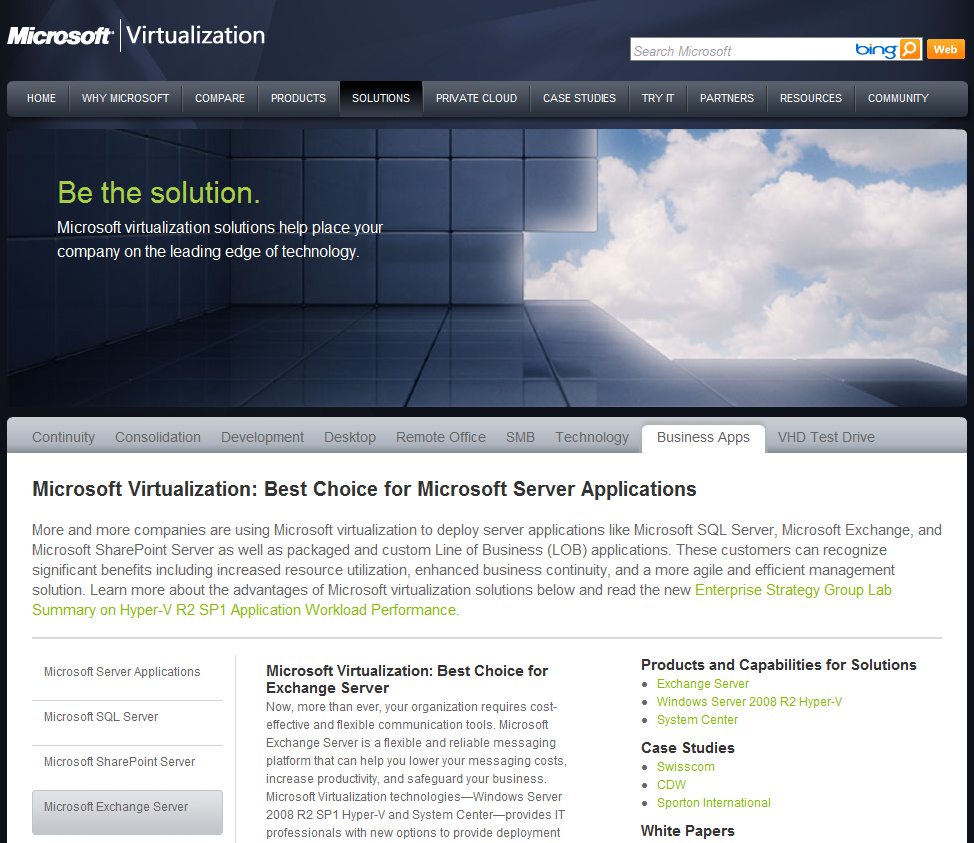 Microsoft Virtualization
Search Microsoft
bing
Web
HOME WHY MICROSOFT COMPARE PRODUCTS SOLUTIONS PRIVATE CLOUD CASE STUDIES TRY IT PARTNERS RESOURCES COMMUNITY
Be the solution.
Microsoft virtualization solutions help place your
company on the leading edge of technology.
Continuity Consolidation Development Desktop Remote Office SMB Technology Business Apps VHD Test Drive
Microsoft Virtualization: Best Choice for Microsoft Server Applications
More and more companies are using Microsoft virtualization to deploy server applications like Microsoft SQL Server, Microsoft Exchange, and
Microsoft SharePoint Server as well as packaged and custom Line of Business (LOB) applications. These customers can recognize
significant benefits including increased resource utilization, enhanced business continuity, and a more agile and efficient management
solution. Learn more about the advantages of Microsoft virtualization solutions below and read the new Enterprise Strategy Group Lab
Summary on Hyper-V R2 SP1 Application Workload Performance.
Microsoft Server Applications
Microsoft SQL Server
Microsoft SharePoint Server
Microsoft Exchange Server
Microsoft Virtualization: Best Choice for
Exchange Server
Now, more than ever, your organization requires cost-
effective and flexible communication tools. Microsoft
Exchange Server is a flexible and reliable messaging
platform that can help you lower your messaging costs,
increase productivity, and safeguard your business.
Microsoft Virtualization technologies—Windows Server
2008 R2 SP1 Hyper-V and System Center—provides IT
professionals with new options to provide deployment
Products and Capabilities for Solutions
Exchange Server
Windows Server 2008 R2 Hyper-V
System Center
Case Studies
Swisscom
CDW
Sporton International
White Papers